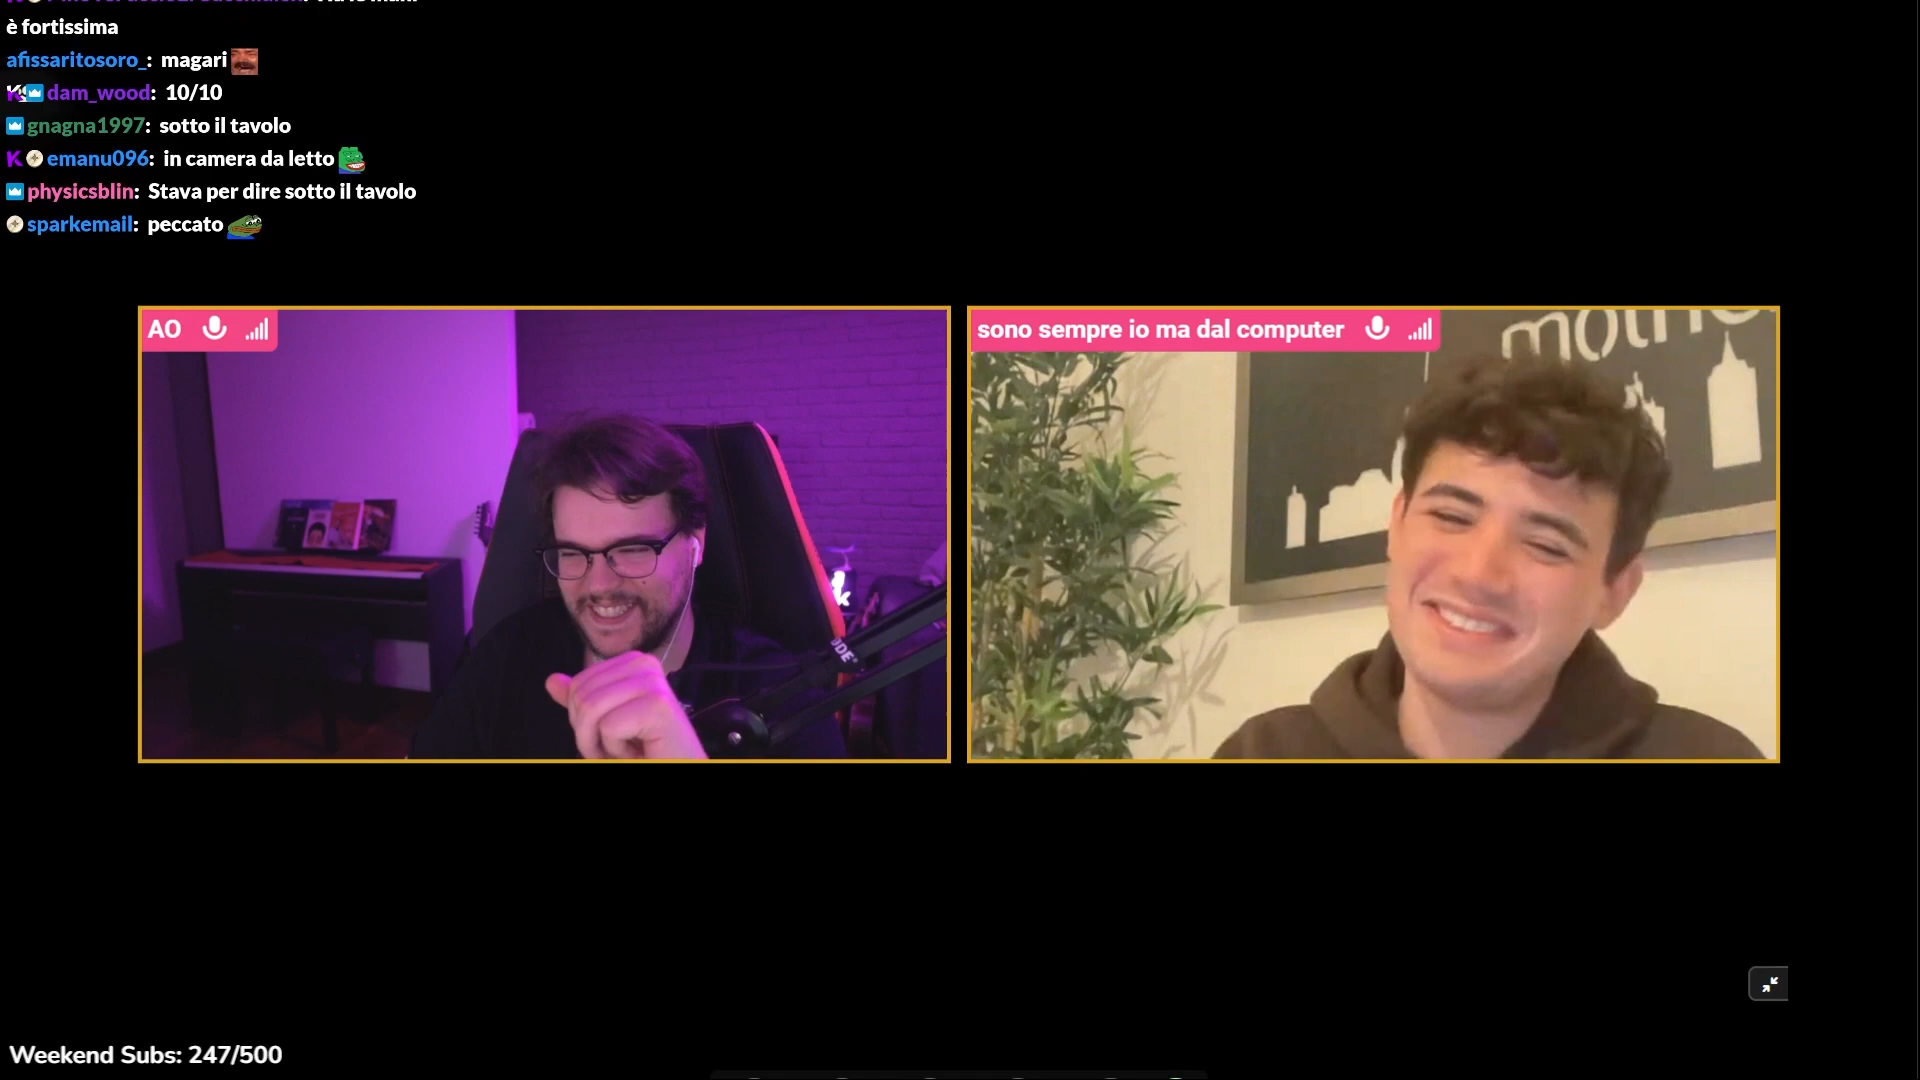 è fortissima
afissaritosoro_: magari
dam_wood: 10/10
gnagna1997: sotto il tavolo
emanu096: in camera da letto
physicsblin: Stava per dire sotto il tavolo
sparkemail: peccato
AO
sono sempre io ma dal computer
mothe
Weekend Subs: 247/500